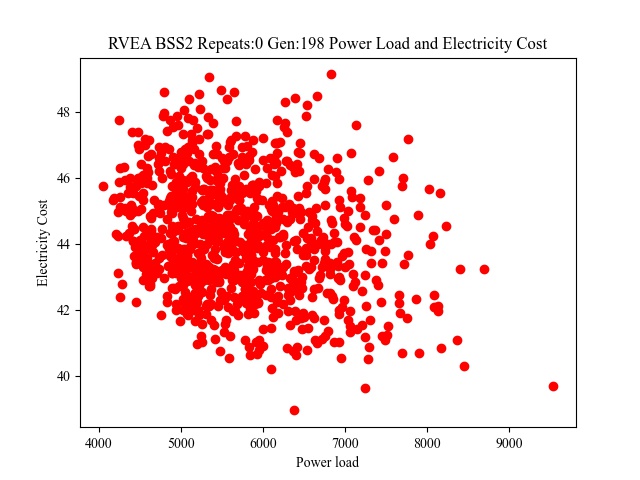 RVEA BSS2 Repeats:0 Gen:198 Power Load and Electricity Cost
48
46
44
42
40
Electricity Cost
4000 5000 6000 7000 8000 9000
Power load